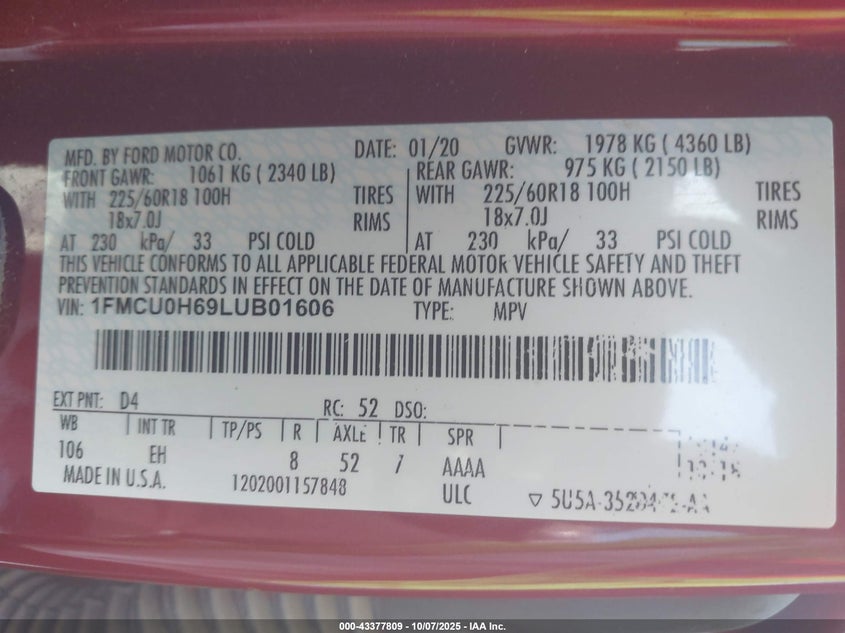 MFD. BY FORD MOTOR CO. DATE: 01/20 GVWR: 1978 KG ( 4360 LB)
FRONT GAWR: 1061 KG ( 2340 LB) REAR GAWR: 975 KG ( 2150 LB)
WITH 225/60R18 100H TIRES WITH 225/60R18 100H TIRES
18x7.0J RIMS 18x7.0J RIMS
AT 230 kPa/ 33 PSI COLD AT 230 kPa/ 33 PSI COLD
THIS VEHICLE CONFORMS TO ALL APPLICABLE FEDERAL MOTOR VEHICLE SAFETY AND THEFT
PREVENTION STANDARDS IN EFFECT ON THE DATE OF MANUFACTURE SHOWN ABOVE.
VIN: 1FMCU0H69LUB01606 TYPE: MPV
EXT PNT: D4 RC: 52 DSO:
WB INT TR TP/PS R AXLE TR SPR
106 EH 8 52 AAAA
MADE IN U.S.A. 1202001157848 ULC
000-43377809 - 10/07/2025 - IAA Inc.